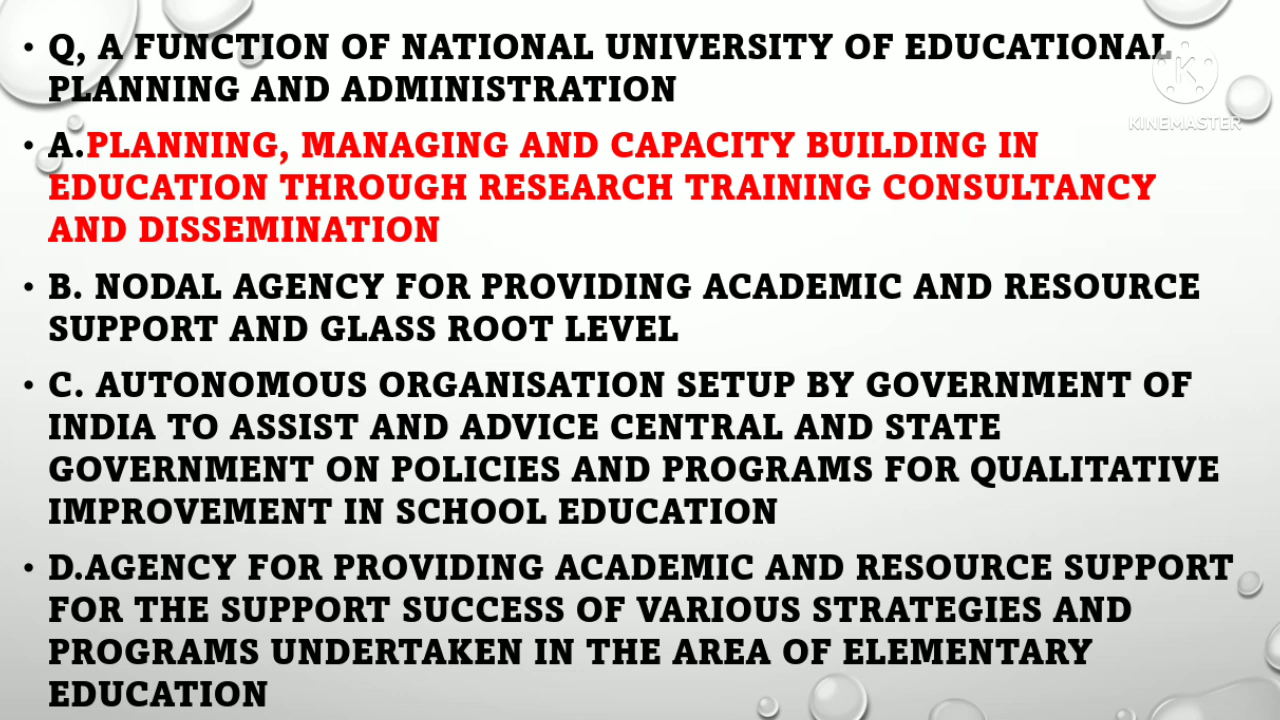 • Q, A FUNCTION OF NATIONAL UNIVERSITY OF EDUCATIONAL
PLANNING AND ADMINISTRATION
• A.PLANNING, MANAGING AND CAPACITY BUILDING IN
EDUCATION THROUGH RESEARCH TRAINING CONSULTANCY
AND DISSEMINATION
• B. NODAL AGENCY FOR PROVIDING ACADEMIC AND RESOURCE
SUPPORT AND GLASS ROOT LEVEL
• C. AUTONOMOUS ORGANISATION SETUP BY GOVERNMENT OF
INDIA TO ASSIST AND ADVICE CENTRAL AND STATE
GOVERNMENT ON POLICIES AND PROGRAMS FOR QUALITATIVE
IMPROVEMENT IN SCHOOL EDUCATION
• D.AGENCY FOR PROVIDING ACADEMIC AND RESOURCE SUPPORT
FOR THE SUPPORT SUCCESS OF VARIOUS STRATEGIES AND
PROGRAMS UNDERTAKEN IN THE AREA OF ELEMENTARY
EDUCATION
K
KINEMASTER